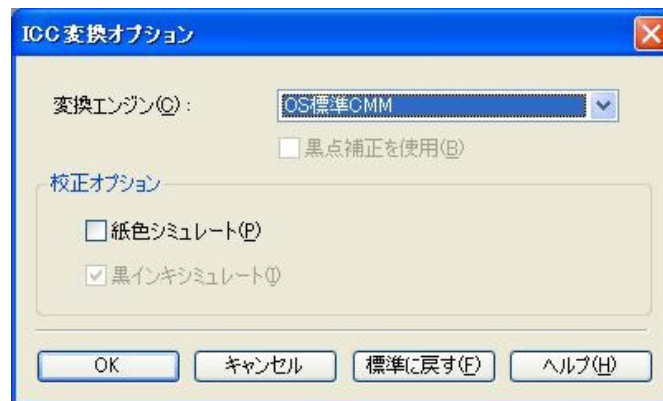 ICC変換オプション
変換エンジン(C):
OS標準CMM
黒点補正を使用(B)
校正オプション
紙色シミュレート(P)
黒インキシミュレート(I)
OK
キャンセル
標準に戻す(F)
ヘルプ(H)